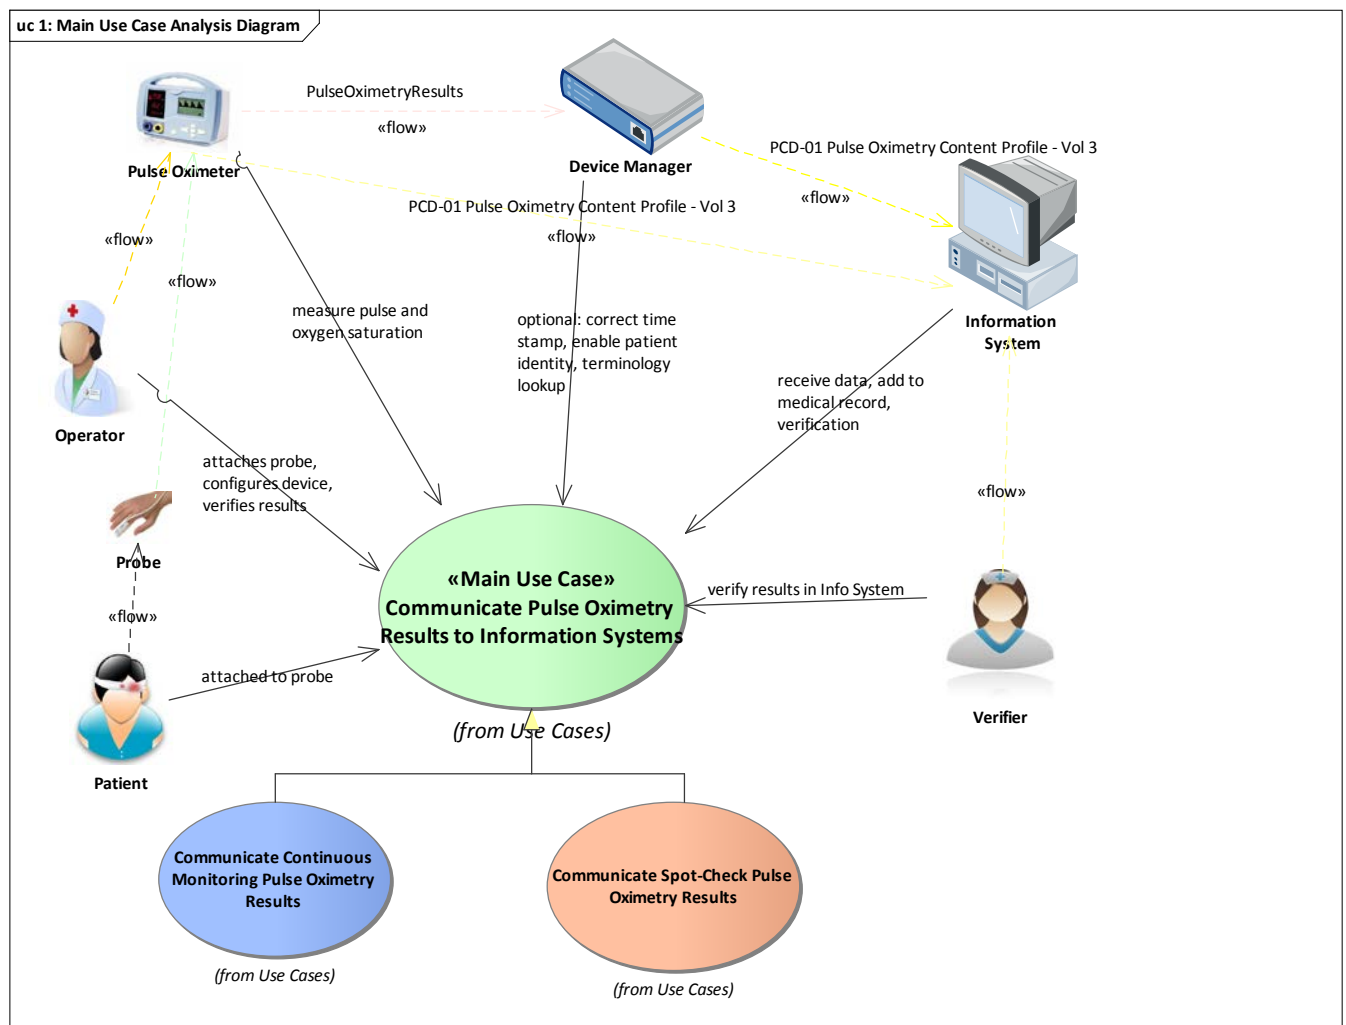 uc 1: Main Use Case Analysis Diagram
PulseOximetryResults
«flow»
Pulse Oximeter
Device Manager
PCD-01 Pulse Oximetry Content Profile - Vol 3
«flow»
PCD-01 Pulse Oximetry Content Profile - Vol 3
«flow»
«flow»
«flow»
measure pulse and
oxygen saturation
optional: correct time
stamp, enable patient
identity, terminology
lookup
Information
System
receive data, add to
medical record,
verification
Operator
attaches probe,
configures device,
verifies results
«flow»
Probe
«flow»
«Main Use Case»
Communicate Pulse Oximetry
Results to Information Systems
verify results in Info System
attached to probe
Verifier
(from Use Cases)
Patient
Communicate Continuous
Monitoring Pulse Oximetry
Results
(from Use Cases)
Communicate Spot-Check Pulse
Oximetry Results
(from Use Cases)